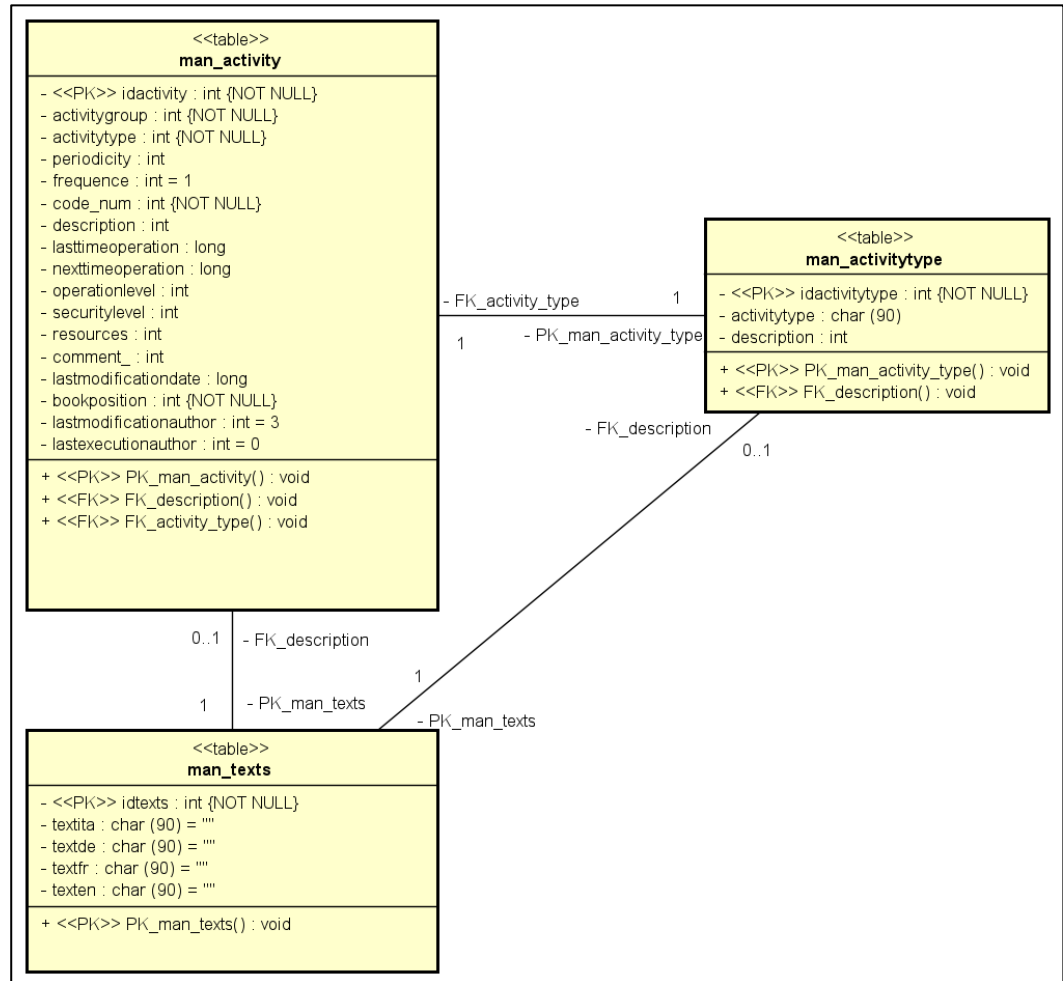 <<table>>
man_activity
- <<PK>> idactivity : int {NOT NULL}
- activitygroup : int {NOT NULL}
- activitytype : int {NOT NULL}
- periodicity : int
- frequence : int = 1
- code_num : int {NOT NULL}
- description : int
- lasttimeoperation : long
- nexttimeoperation : long
- operationlevel : int
- securitylevel : int
- resources : int
- comment_ : int
- lastmodificationdate : long
- bookposition : int {NOT NULL}
- lastmodificationauthor : int = 3
- lastexecutionauthor : int = 0
+ <<PK>> PK_man_activity() : void
+ <<FK>> FK_description() : void
+ <<FK>> FK_activity_type() : void
<<table>>
man_activitytype
- <<PK>> idactivitytype : int {NOT NULL}
- activitytype : char (90)
- description : int
+ <<PK>> PK_man_activity_type() : void
+ <<FK>> FK_description() : void
- FK_activity_type
1
1
- PK_man_activity_type
- FK_description
0..1
0..1
- FK_description
1
1
- PK_man_texts
- PK_man_texts
<<table>>
man_texts
- <<PK>> idtexts : int {NOT NULL}
- textita : char (90) = ""
- textde : char (90) = ""
- textfr : char (90) = ""
- texten : char (90) = ""
+ <<PK>> PK_man_texts() : void